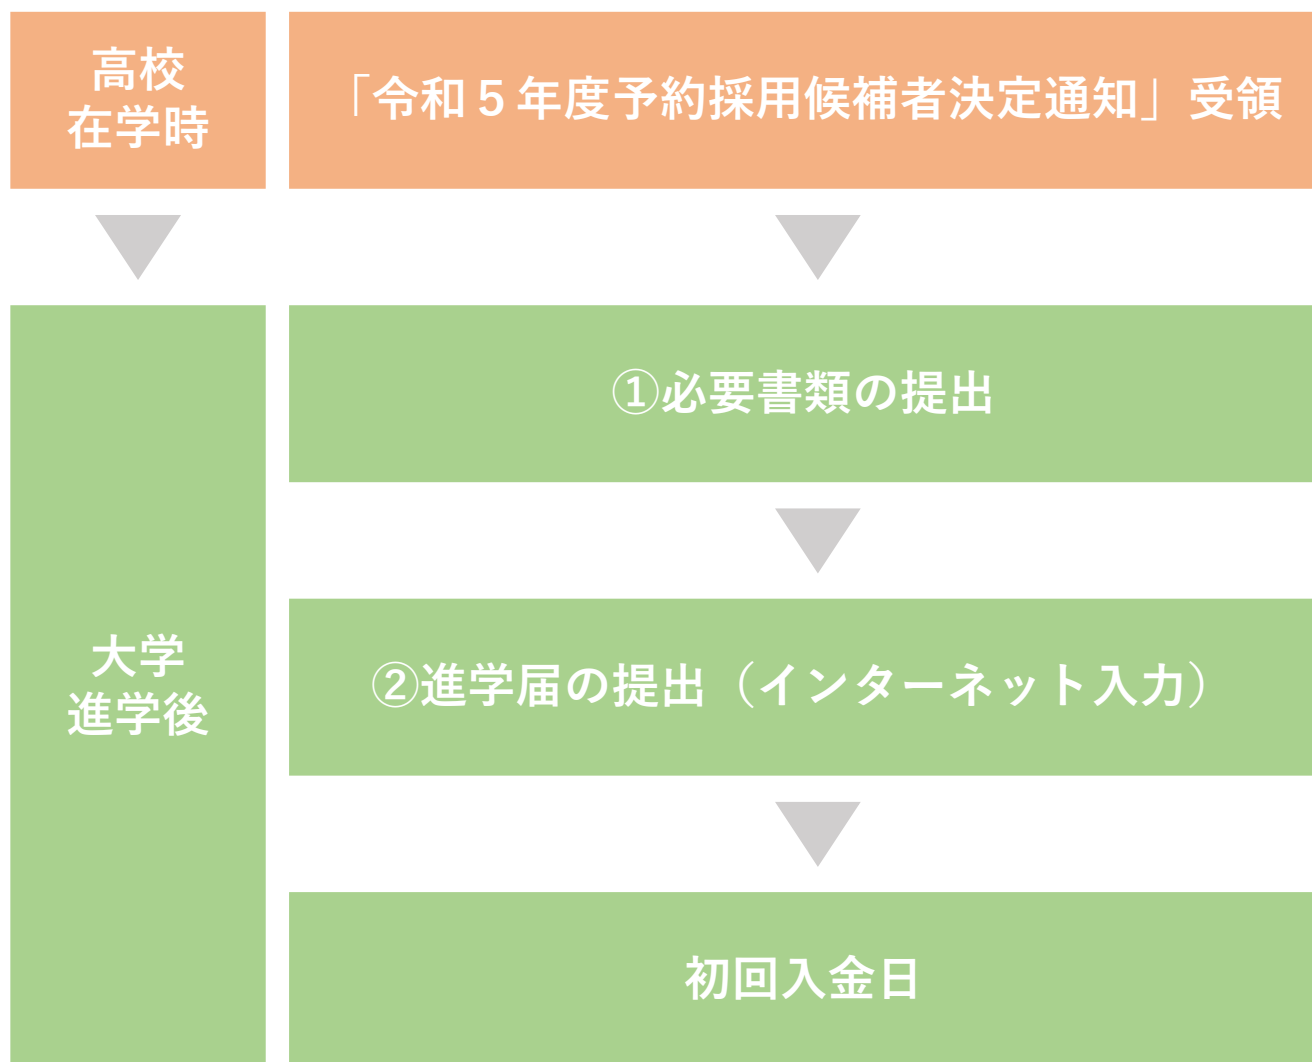 高校
在学時
「令和5年度予約採用候補者決定通知」受領
①必要書類の提出
大学
進学後
②進学届の提出（インターネット入力）
初回入金日